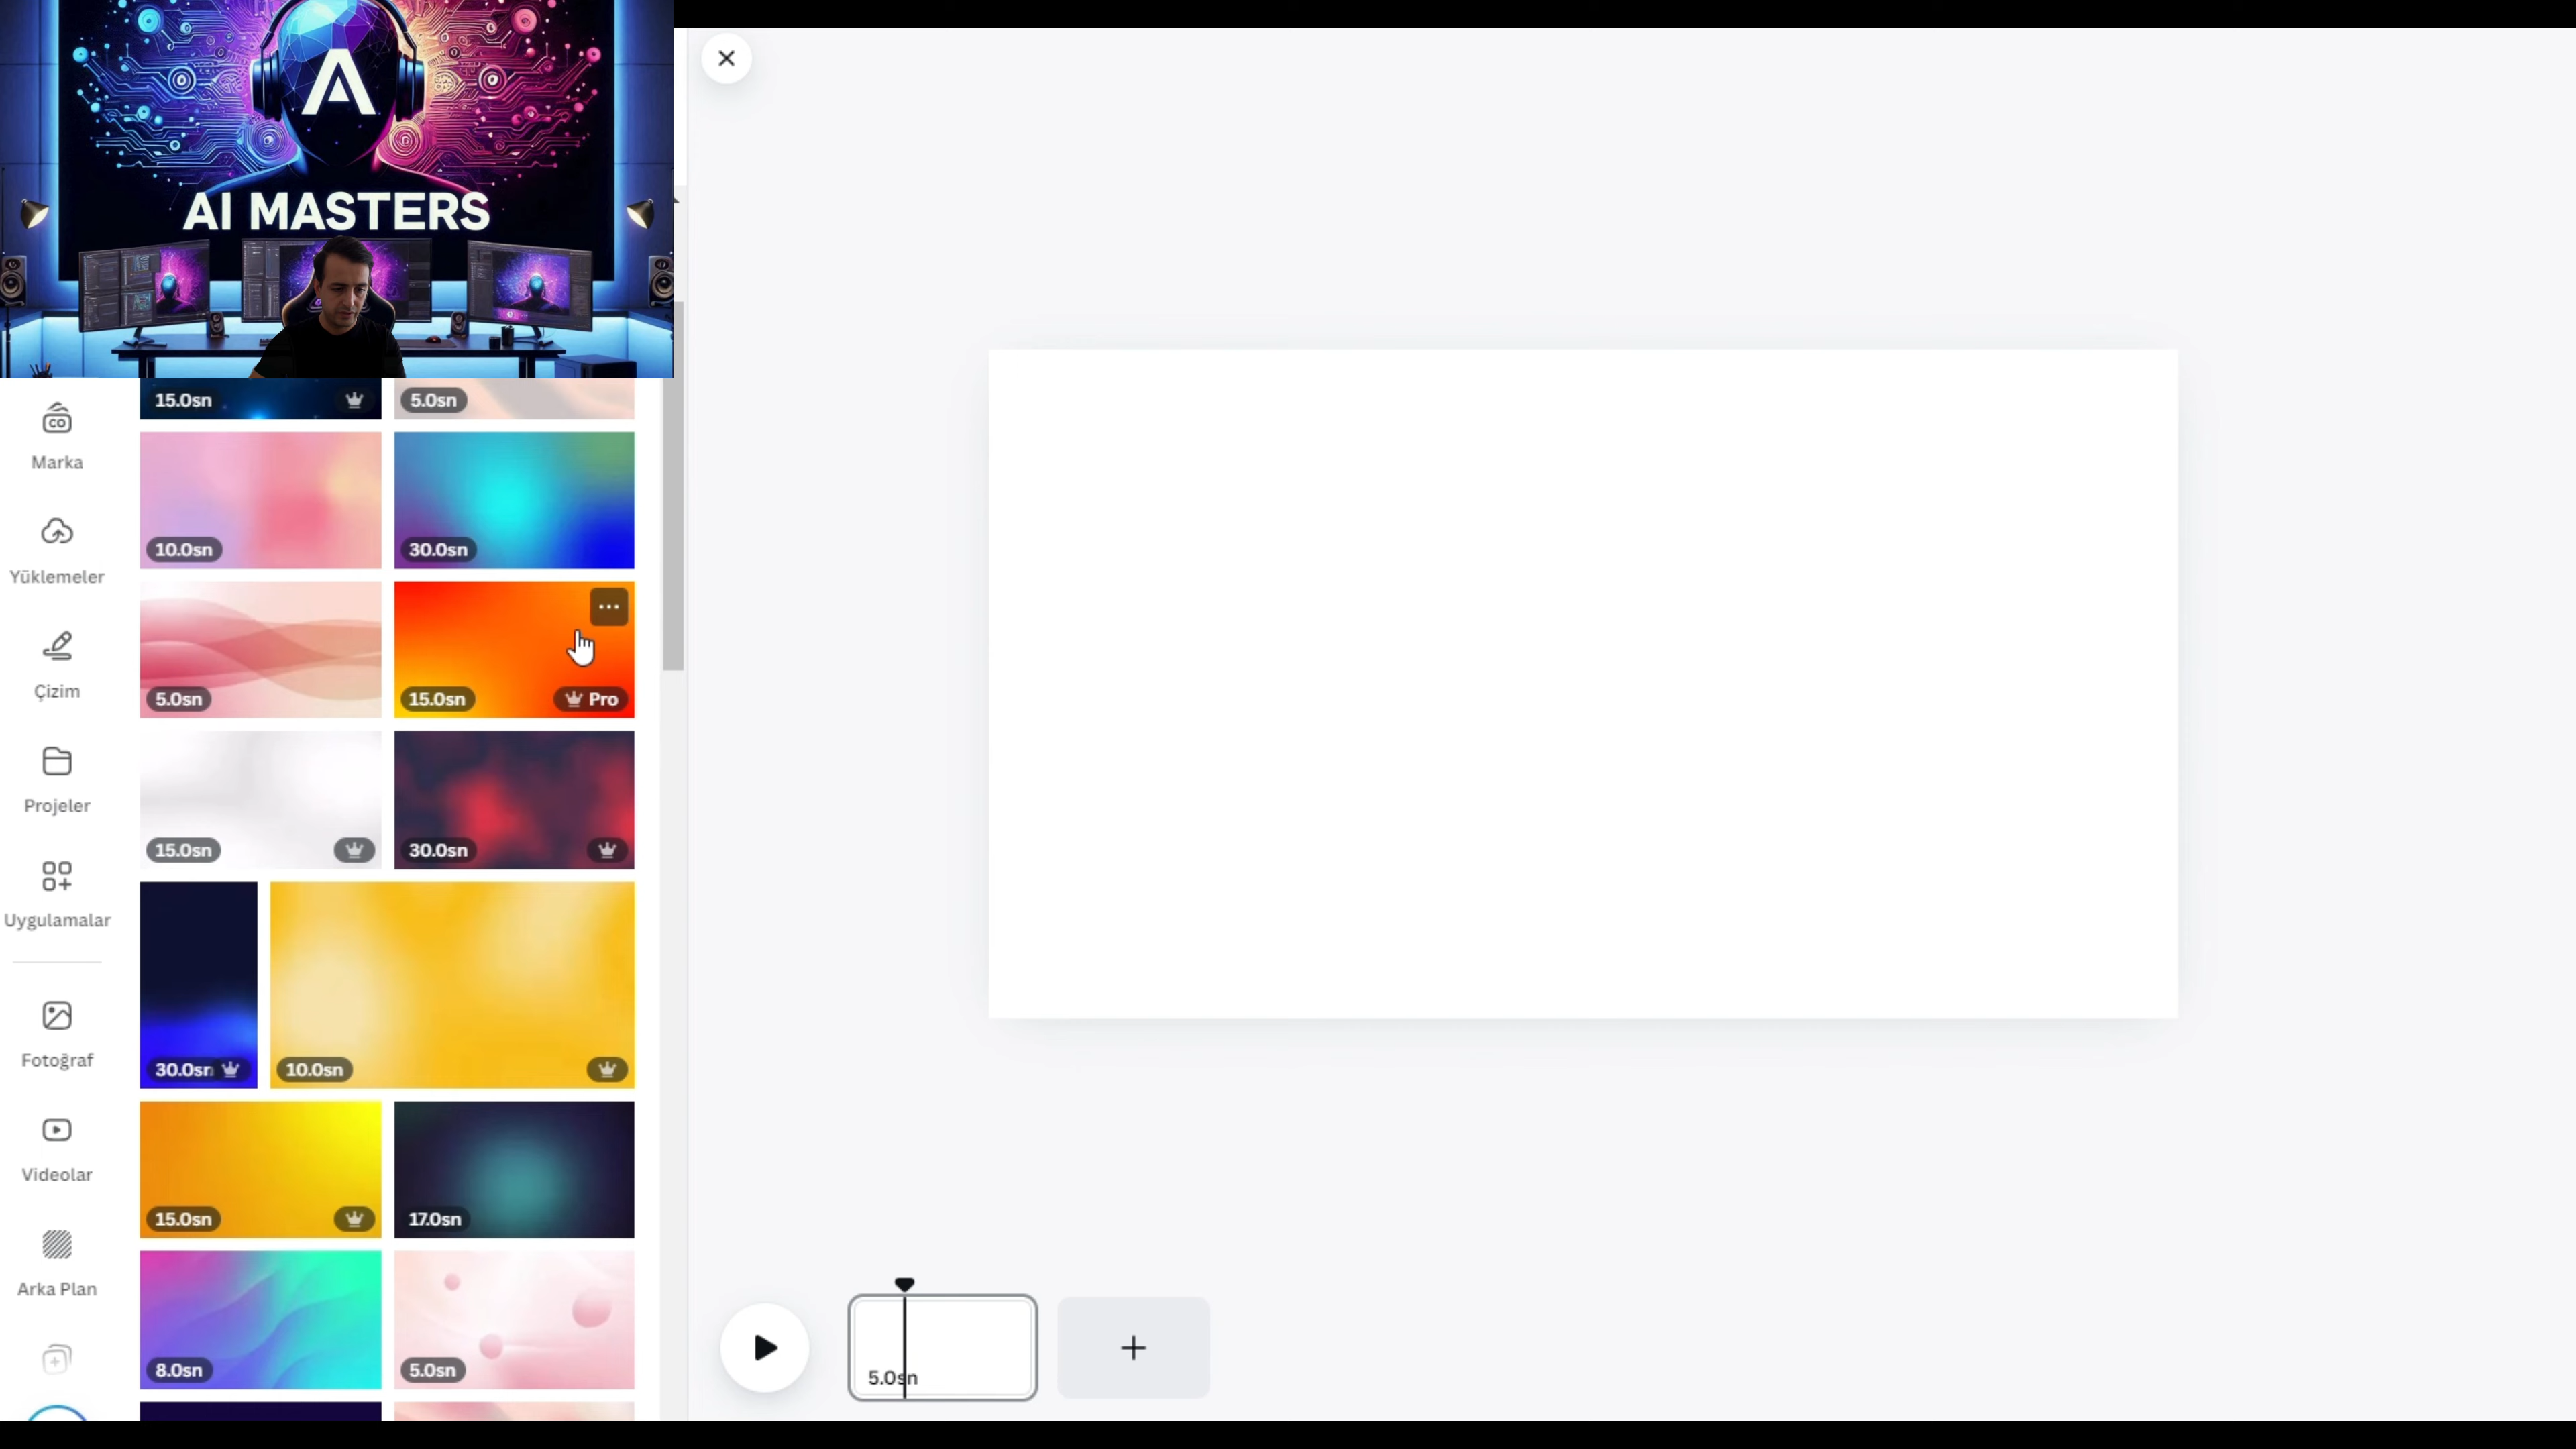 A
AI MASTERS
15.0sn
5.0sn
CO
Marka
10.0sn
30.0sn
Yüklemeler
Çizim
5.0sn
15.0sn
Pro
Projeler
15.0sn
30.0sn
Uygulamalar
30.0sn
10.0sn
Fotoğraf
Videolar
15.0sn
17.0sn
Arka Plan
8.0sn
5.0sn
5.0sn